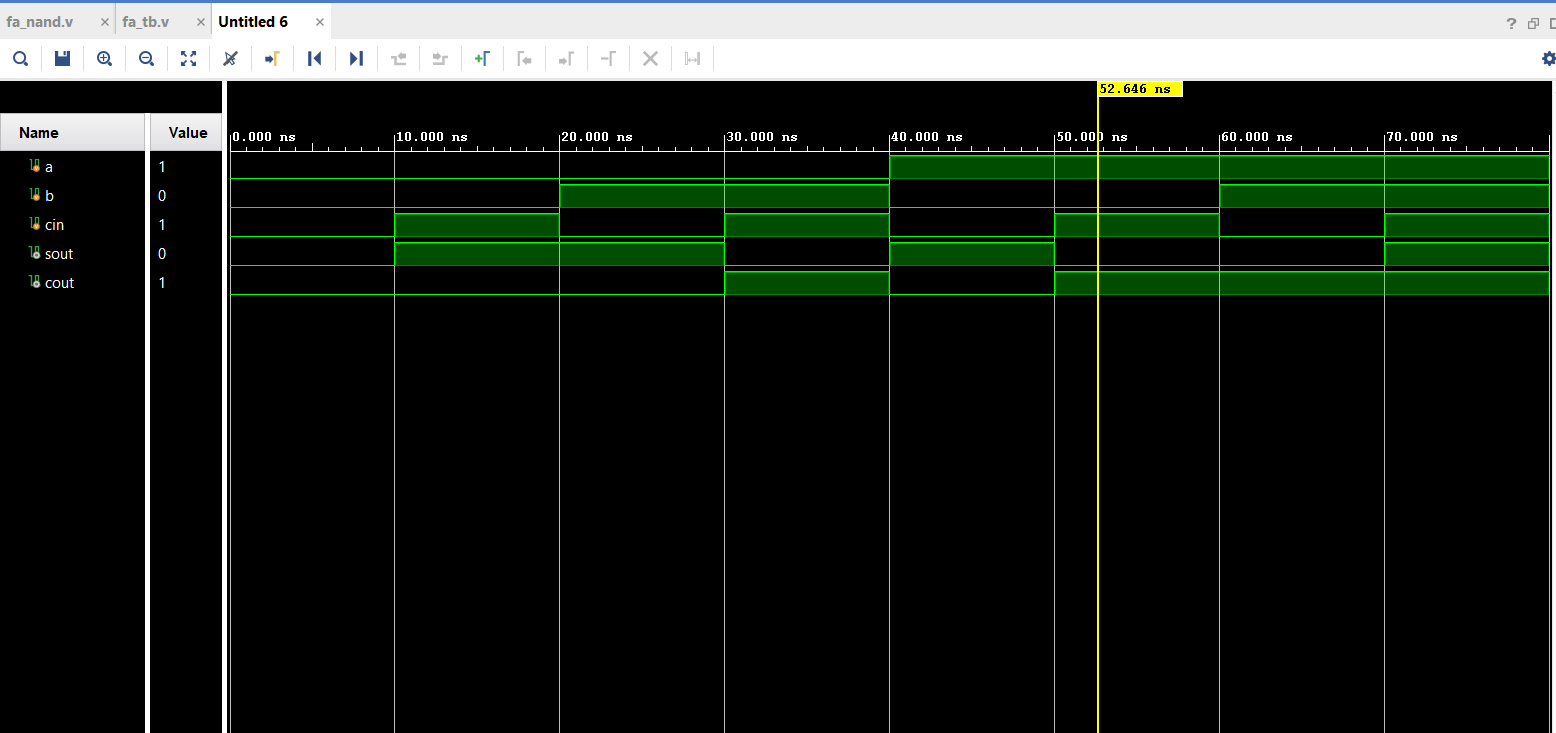 fa_nand.v × fa_tb.v × Untitled 6 ×
?
52.646 ns
Name Value 0.000 ns 10.000 ns 20.000 ns 30.000 ns 40.000 ns 50.000 ns 60.000 ns 70.000 ns
a 1
b 0
cin 1
sout 0
cout 1